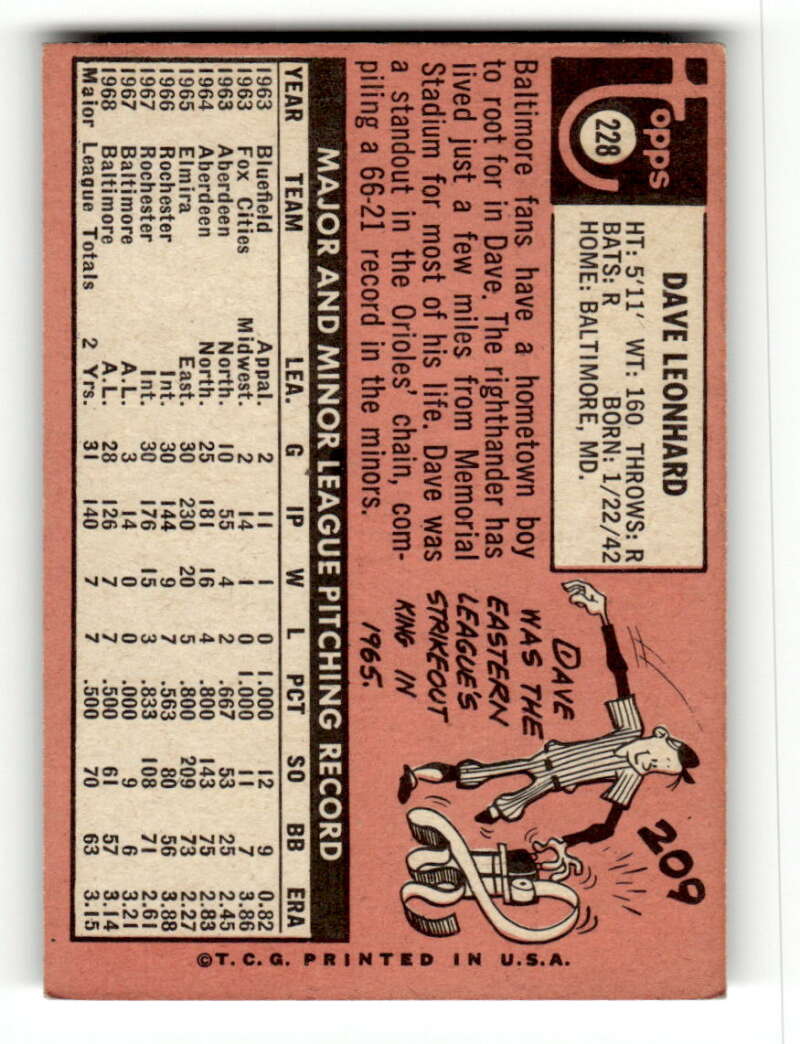 Topps
228
DAVE LEONHARD
HT: 5'11' WT: 160 THROWS: R
BATS: R BORN: 1/22/42
HOME: BALTIMORE, MD.
Baltimore fans have a hometown boy
to root for in Dave. The righthander has
lived just a few miles from Memorial
Stadium for most of his life. Dave was
a standout in the Orioles' chain, com-
piling a 66-21 record in the minors.
DAVE
WAS THE
EASTERN
LEAGUE'S
STRIKEOUT
KING IN
1965.
209
MAJOR AND MINOR LEAGUE PITCHING RECORD
YEAR TEAM LEA. G IP W L PCT SO BB ERA
1963 Bluefield Appal. 2 11 1 0 1.000 12 9 0.82
1963 Fox Cities Midwest. 2 14 1 0 1.000 11 7 3.86
1963 Aberdeen North. 10 55 4 2 .667 53 25 2.45
1964 Aberdeen North. 25 181 16 4 .800 143 75 2.83
1965 Elmira East. 30 230 20 5 .800 209 73 2.27
1966 Rochester Int. 30 144 9 7 .563 80 56 3.88
1967 Rochester Int. 30 176 15 3 .833 108 71 2.61
1967 Baltimore A.L. 3 14 0 0 .000 9 6 3.21
1968 Baltimore A.L. 28 126 7 7 .500 61 57 3.14
Major League Totals 2 Yrs. 31 140 7 7 .500 70 63 3.15
©T.C.G. PRINTED IN U.S.A.